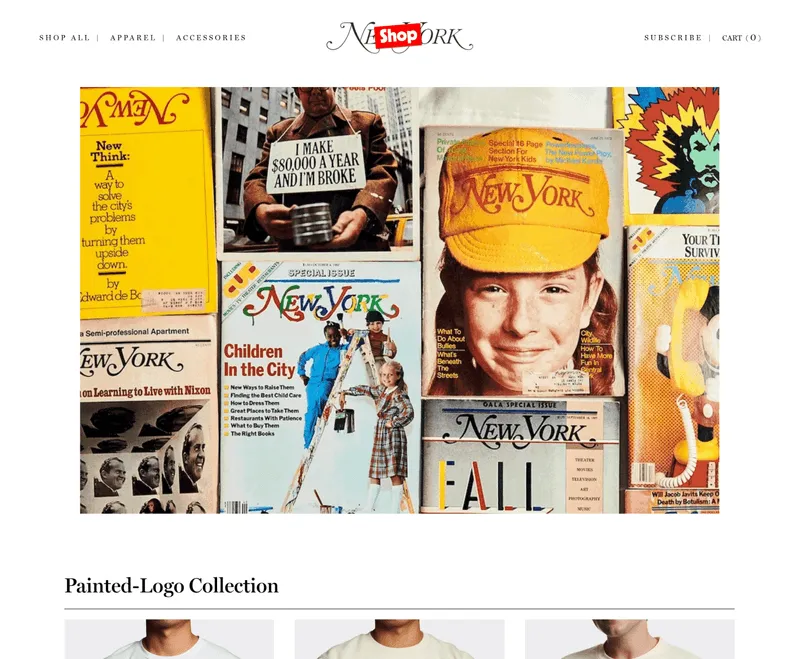 SHOP ALL | APPAREL | ACCESSORIES
NEW YORK
Shop
SUBSCRIBE | CART (0)
NEW YORK
New
Think:
A
way to
solve
the city's
problems
by
turning them
upside
down.
by
Edward de Bo
I MAKE
$80,000 A YEAR
AND I'M BROKE
Special 16 Page
Section For
New York Kids
NEW YORK
What To
Do About
Bullies
What's
Beneath
The
Streets
City
Wildlife
How To
Have More
Fun In
Central
SPECIAL ISSUE
NEW YORK
Children
In the City
New Ways to Raise Them
Finding the Best Child Care
How to Dress Them
Great Places to Take Them
Restaurants With Patience
What to Buy Them
The Right Books
a Semi-professional Apartment
EW YORK
on Learning to Live with Nixon
GALA SPECIAL ISSUE
NEW YORK
FALL
THEATER
MOVIES
TELEVISION
ART
PHOTOGRAPHY
MUSIC
YOUR T
SURVIV
Will Jacob Javits Keep O
Death by Botulism: A
Painted-Logo Collection